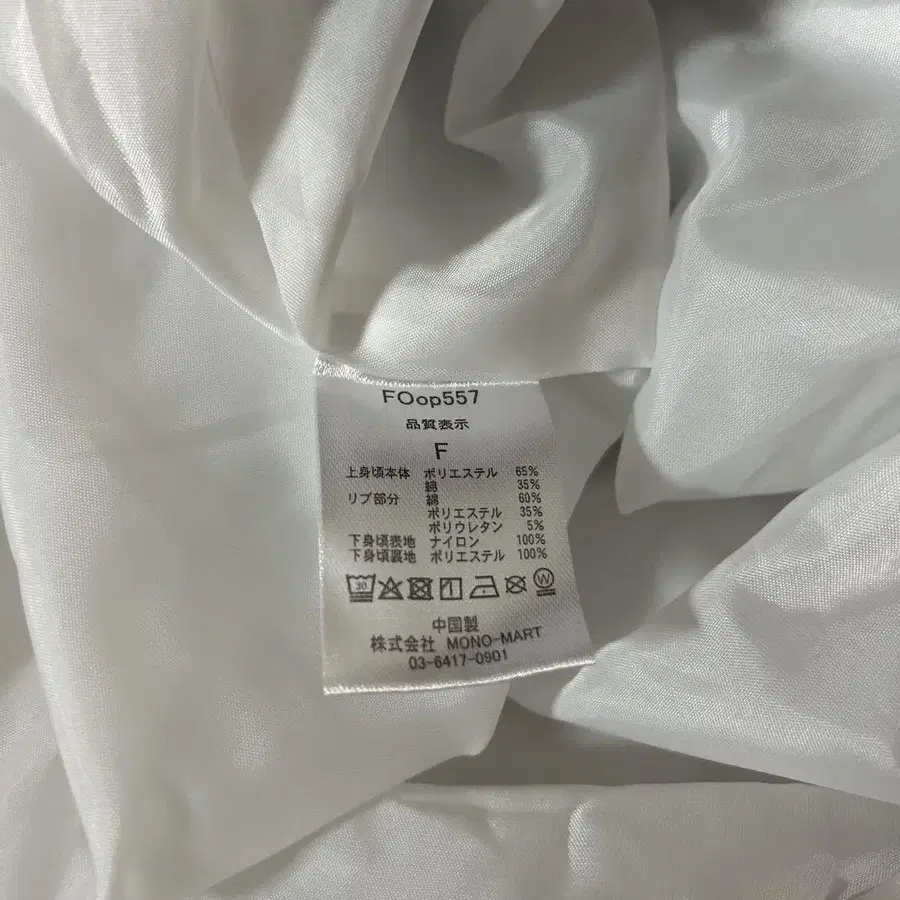 FOop557
品質表示
F
上身頃本体 ポリエステル 65%
綿 35%
リブ部分 綿 60%
ポリエステル 35%
ポリウレタン 5%
下身頃表地 ナイロン 100%
下身頃裏地 ポリエステル 100%
30 W
中国製
株式会社 MONO-MART
03-6417-0901